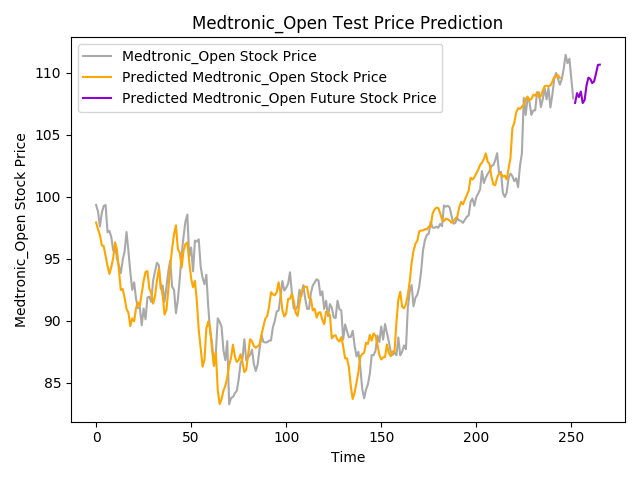 Medtronic_Open Test Price Prediction
Medtronic_Open Stock Price
Predicted Medtronic_Open Stock Price
Predicted Medtronic_Open Future Stock Price
Medtronic_Open Stock Price
110
105
100
95
90
85
0 50 100 150 200 250
Time